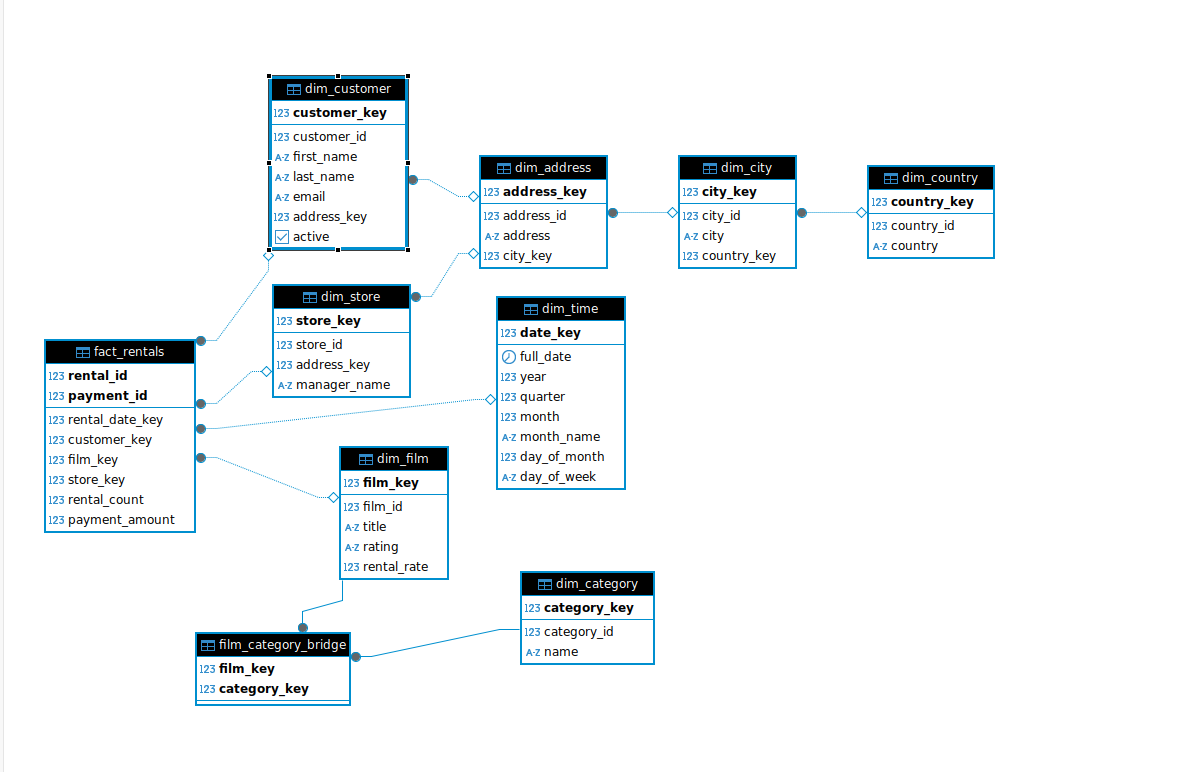 dim_customer
123 customer_key
123 customer_id
A-Z first_name
A-Z last_name
A-Z email
123 address_key
active
dim_address
123 address_key
123 address_id
A-Z address
123 city_key
dim_city
123 city_key
123 city_id
A-Z city
123 country_key
dim_country
123 country_key
123 country_id
A-Z country
dim_store
123 store_key
123 store_id
123 address_key
A-Z manager_name
dim_time
123 date_key
full_date
123 year
123 quarter
123 month
A-Z month_name
123 day_of_month
A-Z day_of_week
fact_rentals
123 rental_id
123 payment_id
123 rental_date_key
123 customer_key
123 film_key
123 store_key
123 rental_count
123 payment_amount
dim_film
123 film_key
123 film_id
A-Z title
A-Z rating
123 rental_rate
dim_category
123 category_key
123 category_id
A-Z name
film_category_bridge
123 film_key
123 category_key